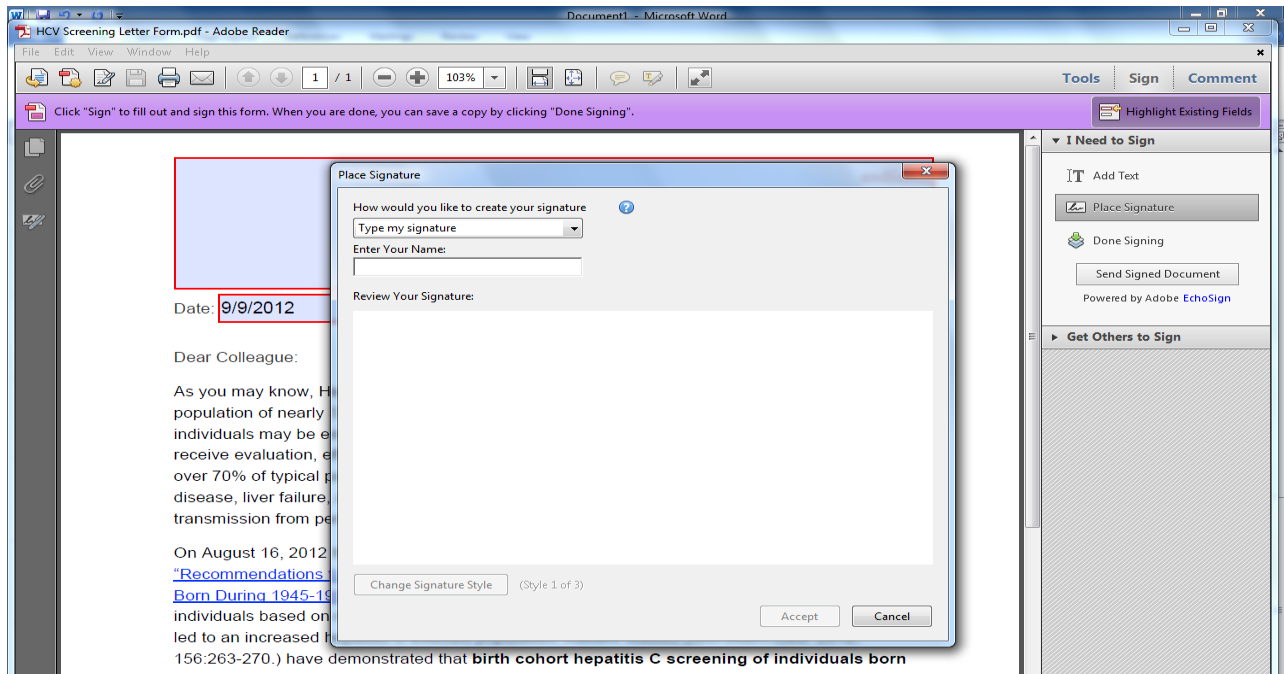 Document1 - Microsoft Word
HCV Screening Letter Form.pdf - Adobe Reader
File Edit View Window Help
1 / 1 103% Tools Sign Comment
Click "Sign" to fill out and sign this form. When you are done, you can save a copy by clicking "Done Signing".
Highlight Existing Fields
I Need to Sign
Add Text
Place Signature
Done Signing
Send Signed Document
Powered by Adobe EchoSign
Get Others to Sign
Place Signature
How would you like to create your signature
Type my signature
Enter Your Name:
Review Your Signature:
Change Signature Style (Style 1 of 3)
Accept Cancel
Date: 9/9/2012
Dear Colleague:
As you may know,
population of nearly
individuals may be
receive evaluation,
over 70% of typical
disease, liver failure,
transmission from
On August 16, 2012
"Recommendations
Born During
individuals based on
led to an increased
156:263-270.) have demonstrated that birth cohort hepatitis C screening of individuals born